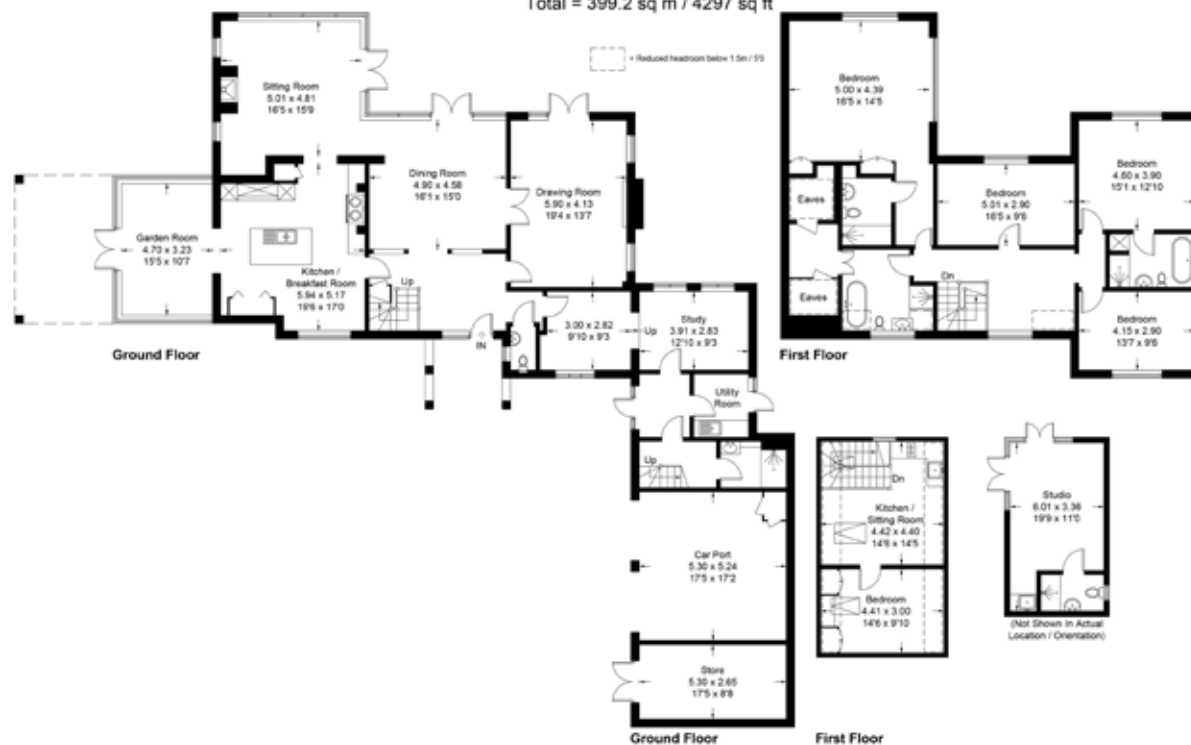 Total = 399.2 sq m / 4297 sq ft
= Reduced headroom below 1.5m / 5'0
Sitting Room
5.01 x 4.81
16'5 x 15'9
Dining Room
4.90 x 4.58
16'1 x 15'0
Drawing Room
5.90 x 4.13
19'4 x 13'7
Garden Room
4.70 x 3.23
15'5 x 10'7
Kitchen /
Breakfast Room
5.94 x 5.17
19'6 x 17'0
Up
IN
3.00 x 2.82
9'10 x 9'3
Up
Study
3.91 x 2.83
12'10 x 9'3
Utility
Room
Up
Car Port
5.30 x 5.24
17'5 x 17'2
Store
5.30 x 2.65
17'5 x 8'8
Ground Floor
Ground Floor
Bedroom
5.00 x 4.39
16'5 x 14'5
Eaves
Eaves
Bedroom
5.01 x 2.90
16'5 x 9'6
Bedroom
4.60 x 3.90
15'1 x 12'10
Dn
Bedroom
4.15 x 2.90
13'7 x 9'6
First Floor
Dn
Kitchen /
Sitting Room
4.42 x 4.40
14'6 x 14'5
Bedroom
4.41 x 3.00
14'6 x 9'10
First Floor
Studio
6.01 x 3.36
19'9 x 11'0
(Not Shown In Actual
Location / Orientation)